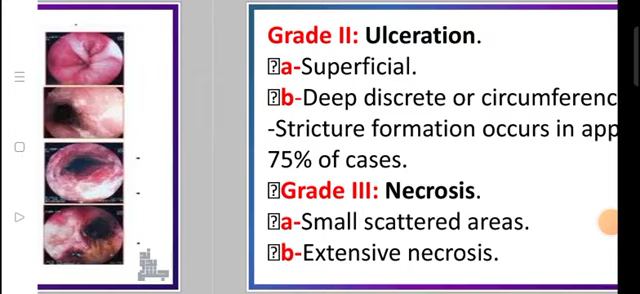 Grade II: Ulceration.
a-Superficial.
b-Deep discrete or circumferenc
-Stricture formation occurs in app
75% of cases.
Grade III: Necrosis.
a-Small scattered areas.
b-Extensive necrosis.